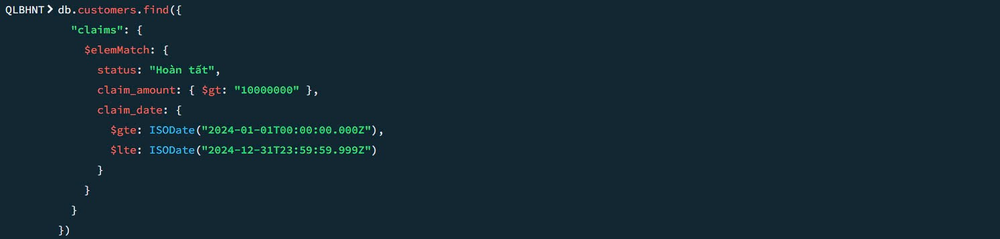 QLBHNT> db.customers.find({
"claims": {
$elemMatch: {
status: "Hoàn tất",
claim_amount: { $gt: "10000000" },
claim_date: {
$gte: ISODate("2024-01-01T00:00:00.000Z"),
$lte: ISODate("2024-12-31T23:59:59.999Z")
}
}
}
})